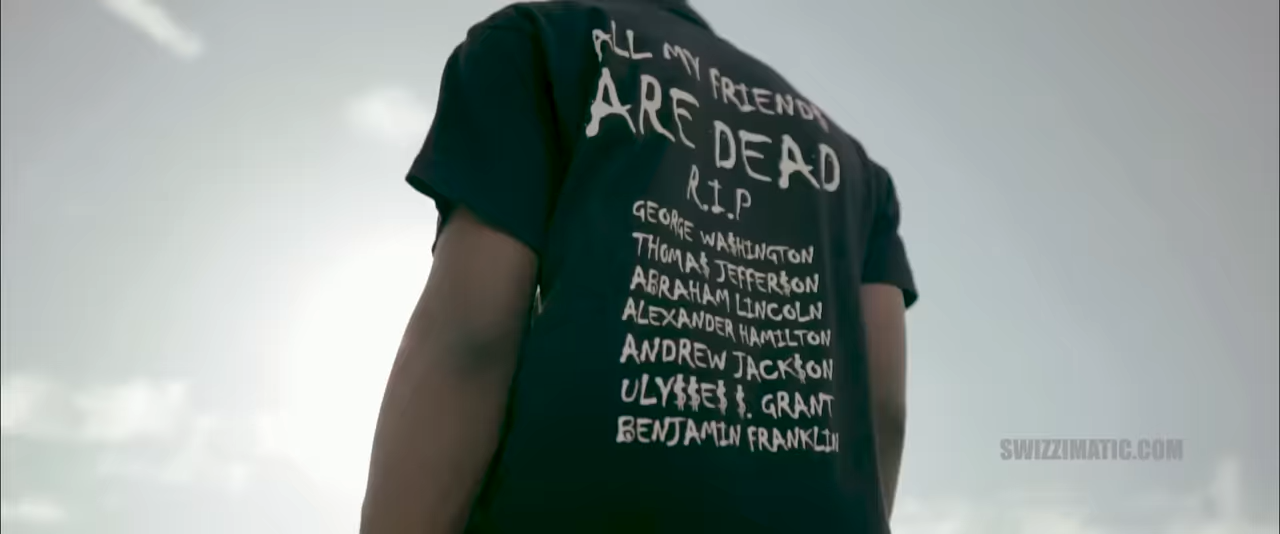 ALL MY FRIENDS
ARE DEAD
R.I.P
GEORGE WA$HINGTON
THOMA$ JEFFER$ON
ABRAHAM LINCOLN
ALEXANDER HAMILTON
ANDREW JACK$ON
ULY$$E$ $. GRANT
BENJAMIN FRANKLIN
SWIZZIMATIC.COM